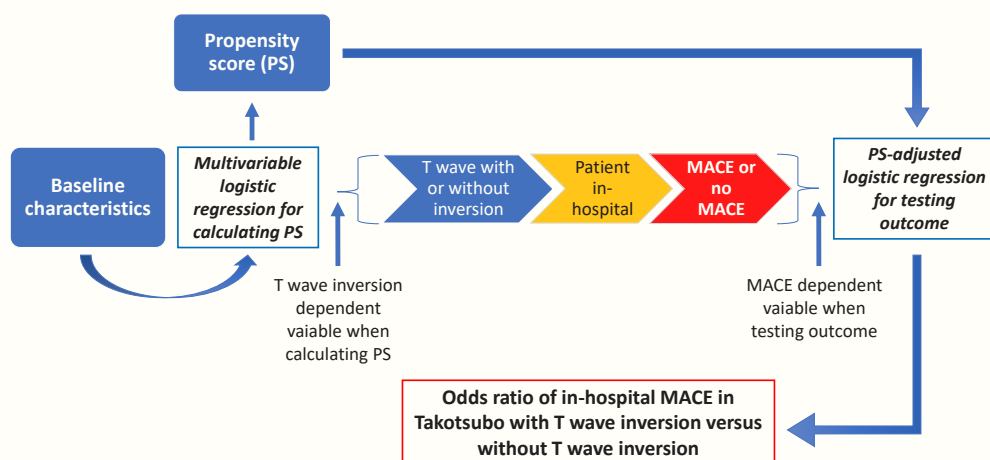 Propensity
score (PS)
Baseline
characteristics
Multivariable
logistic
regression for
calculating PS
T wave with
or without
inversion
Patient
in-
hospital
MACE or
no
MACE
PS-adjusted
logistic regression
for testing
outcome
T wave inversion
dependent
vaiable when
calculating PS
MACE dependent
vaiable when
testing outcome
Odds ratio of in-hospital MACE in
Takotsubo with T wave inversion versus
without T wave inversion